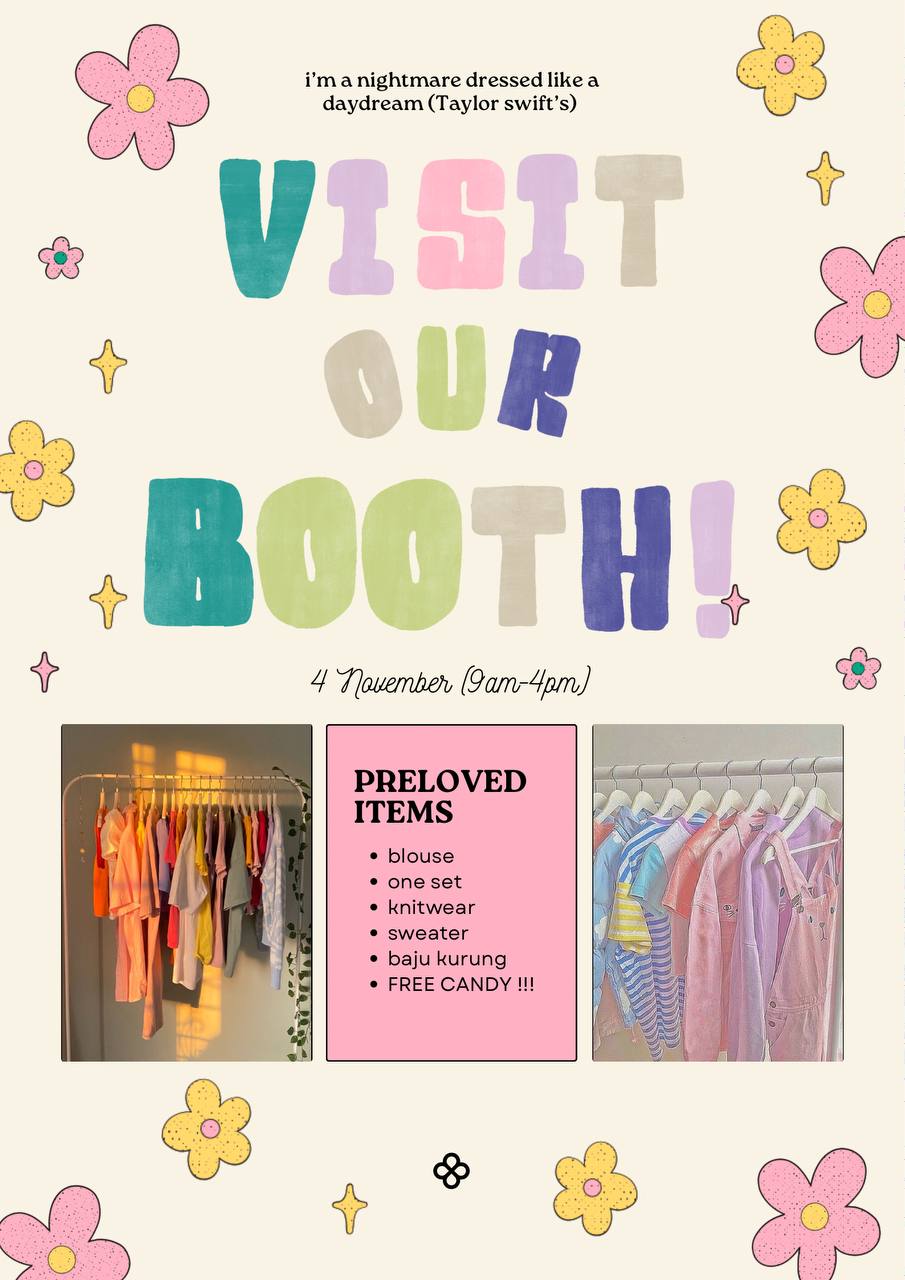 i'm a nightmare dressed like a
daydream (Taylor swift's)
VISIT
OUR
BOOTH!
4 November (9am-4pm)
PRELOVED
ITEMS
• blouse
• one set
• knitwear
• sweater
• baju kurung
• FREE CANDY !!!